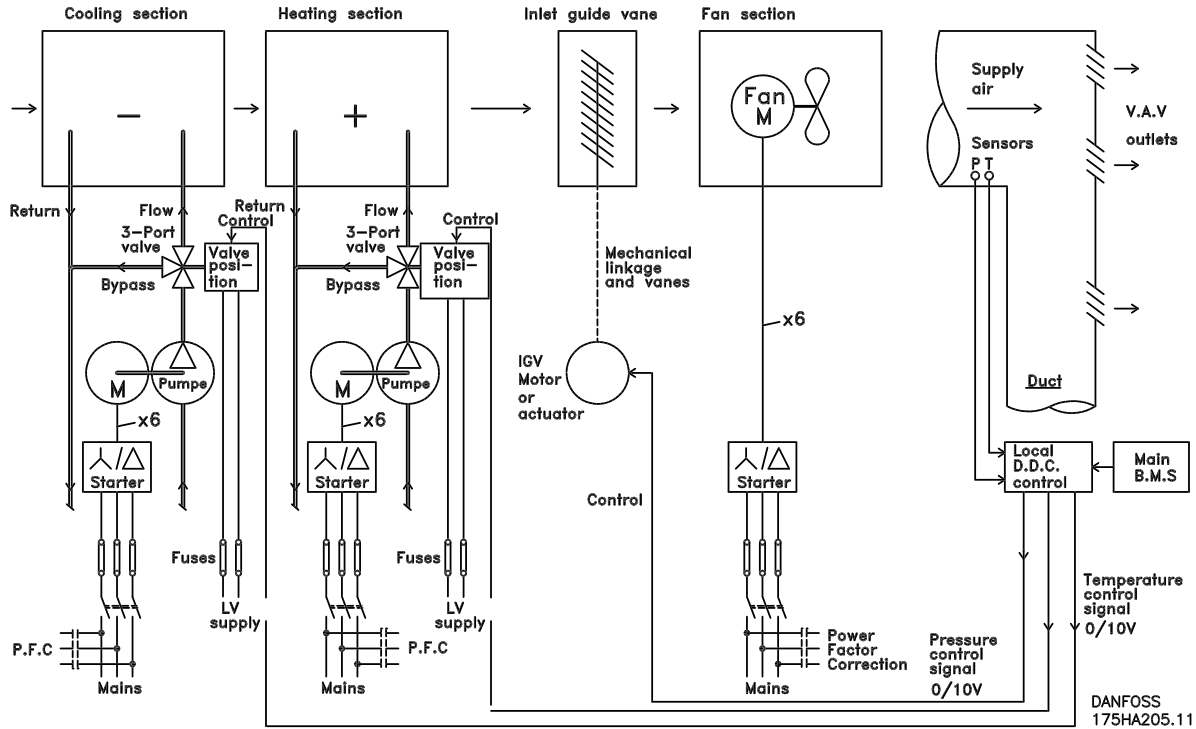 Cooling section
Heating section
Inlet guide vane
Fan section
−
+
Fan
M
Supply
air
V.A.V
outlets
Sensors
P T
Return
Flow
3-Port
valve
Bypass
Return
Control
Valve
posi-
tion
Flow
3-Port
valve
Bypass
Control
Valve
posi-
tion
Mechanical
linkage
and vanes
x6
M
Pumpe
x6
Starter
M
Pumpe
x6
Starter
IGV
Motor
or
actuator
Control
Starter
Duct
Local
D.D.C.
control
Main
B.M.S
Fuses
LV
supply
P.F.C
Mains
Fuses
LV
supply
P.F.C
Mains
Power
Factor
Correction
Mains
Pressure
control
signal
0/10V
Temperature
control
signal
0/10V
DANFOSS
175HA205.11